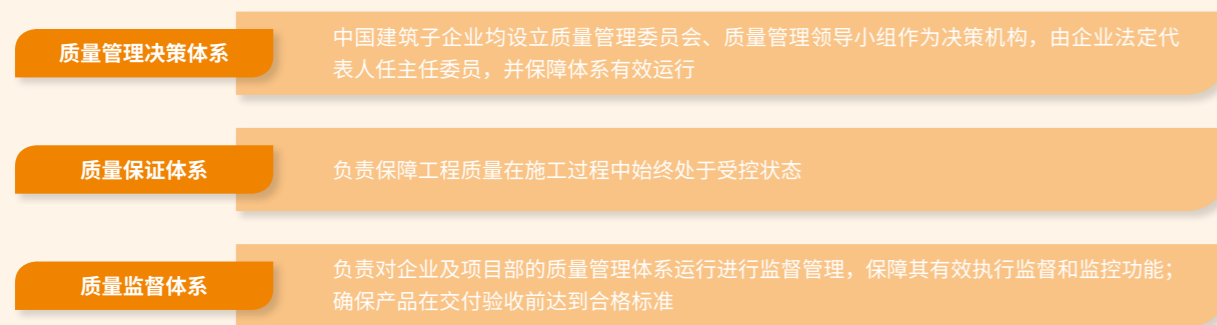 质量管理决策体系
中国建筑子企业均设立质量管理委员会、质量管理领导小组作为决策机构，由企业法定代
表人任主任委员，并保障体系有效运行
质量保证体系
负责保障工程质量在施工过程中始终处于受控状态
质量监督体系
负责对企业及项目部的质量管理体系运行进行监督管理，保障其有效执行监督和监控功能；
确保产品在交付验收前达到合格标准